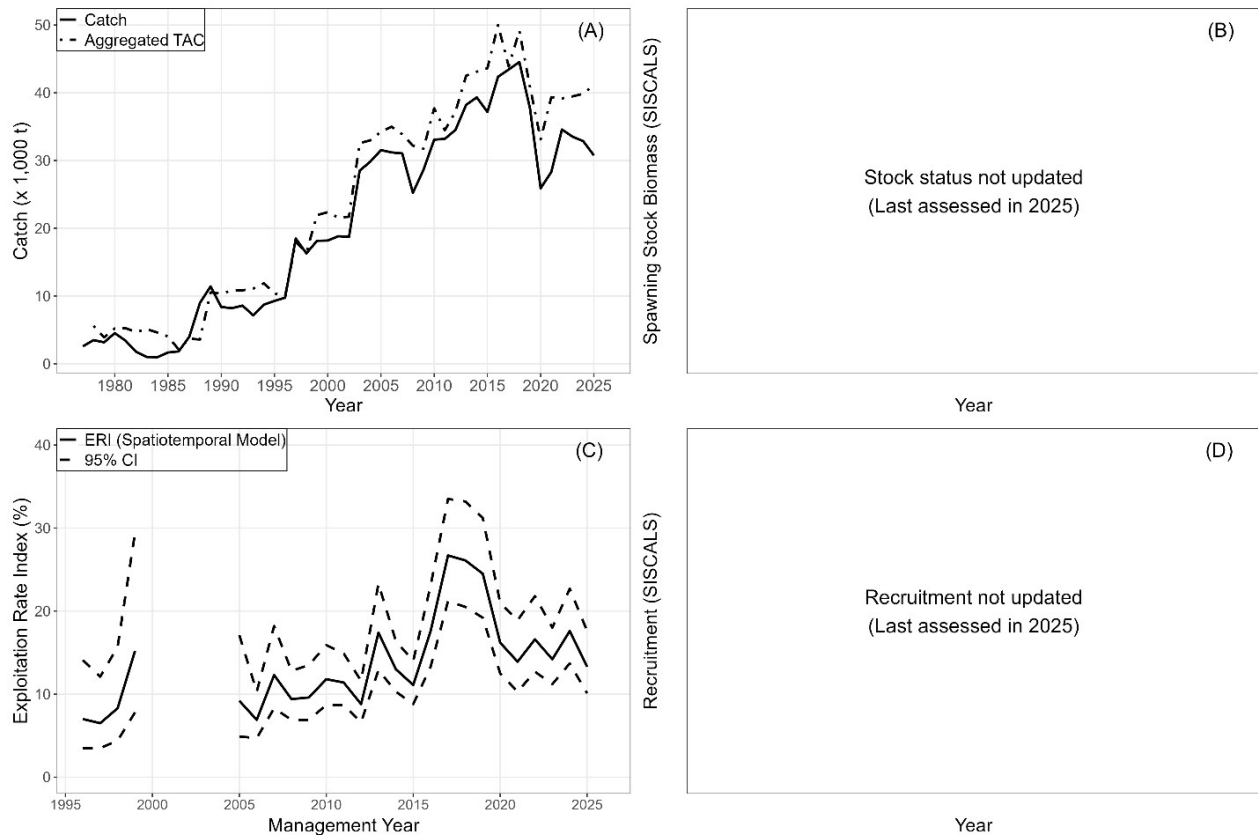 Catch
Aggregated TAC
(A)
50
40
30
20
10
0
Catch (x 1,000 t)
1980 1985 1990 1995 2000 2005 2010 2015 2020 2025
Year
(B)
Spawning Stock Biomass (SISCALS)
Stock status not updated
(Last assessed in 2025)
Year
ERI (Spatiotemporal Model)
95% CI
(C)
40
30
20
10
0
Exploitation Rate Index (%)
1995 2000 2005 2010 2015 2020 2025
Management Year
(D)
Recruitment (SISCALS)
Recruitment not updated
(Last assessed in 2025)
Year